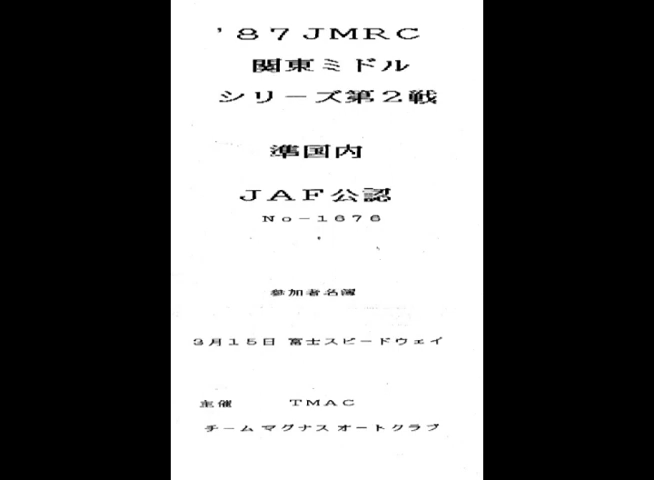 '87JMRC
関東ミドル
シリーズ第2戦
準国内
JAF公認
No-1676
参加者名簿
3月15日 富士スピードウェイ
主催 TMAC
チームマグナスオートクラブ